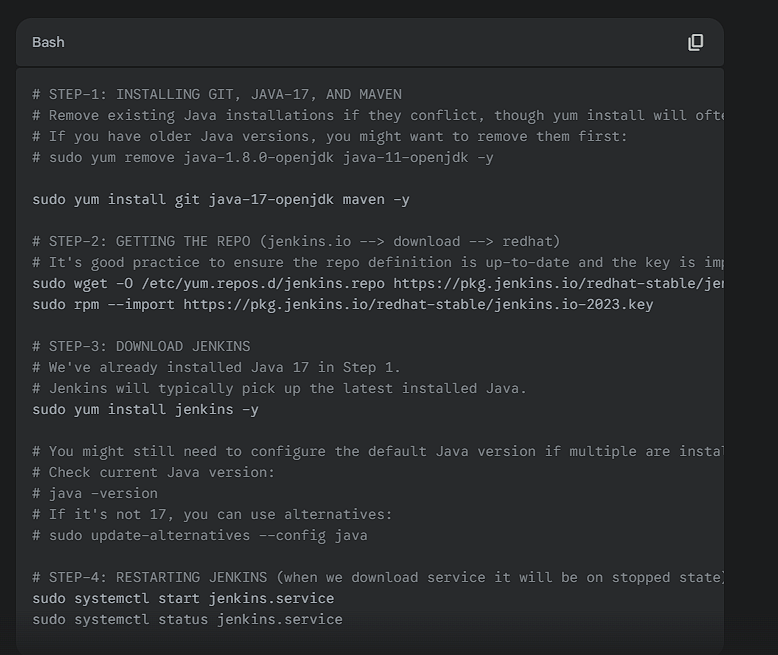 Bash
# STEP-1: INSTALLING GIT, JAVA-17, AND MAVEN
# Remove existing Java installations if they conflict, though yum install will
# If you have older Java versions, you might want to remove them first:
# sudo yum remove java-1.8.0-openjdk java-11-openjdk -y
sudo yum install git java-17-openjdk maven -y
# STEP-2: GETTING THE REPO (jenkins.io --> download --> redhat)
# It's good practice to ensure the repo definition is up-to-date and the key is
sudo wget -O /etc/yum.repos.d/jenkins.repo https://pkg.jenkins.io/redhat-stable/
sudo rpm --import https://pkg.jenkins.io/redhat-stable/jenkins.io-2023.key
# STEP-3: DOWNLOAD JENKINS
# We've already installed Java 17 in Step 1.
# Jenkins will typically pick up the latest installed Java.
sudo yum install jenkins -y
# You might still need to configure the default Java version if multiple are
# Check current Java version:
# java -version
# If it's not 17, you can use alternatives:
# sudo update-alternatives --config java
# STEP-4: RESTARTING JENKINS (when we download service it will be on stopped state)
sudo systemctl start jenkins.service
sudo systemctl status jenkins.service